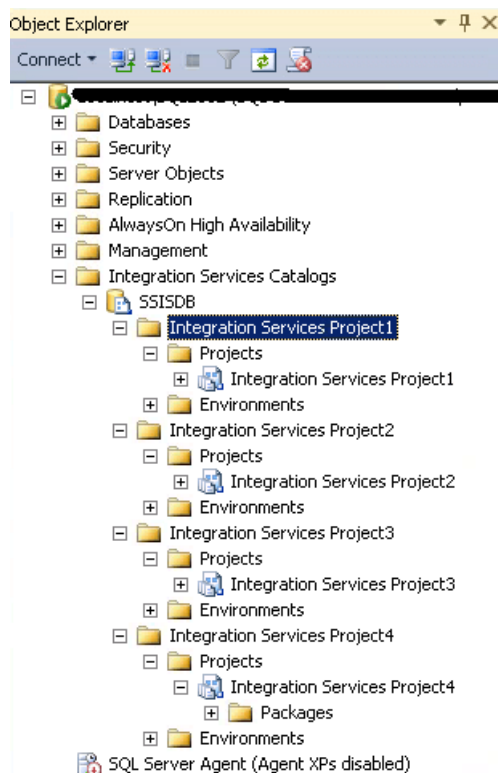 Object Explorer
Connect
Databases
Security
Server Objects
Replication
AlwaysOn High Availability
Management
Integration Services Catalogs
SSISDB
Integration Services Project1
Projects
Integration Services Project1
Environments
Integration Services Project2
Projects
Integration Services Project2
Environments
Integration Services Project3
Projects
Integration Services Project3
Environments
Integration Services Project4
Projects
Integration Services Project4
Packages
Environments
SQL Server Agent (Agent XPs disabled)